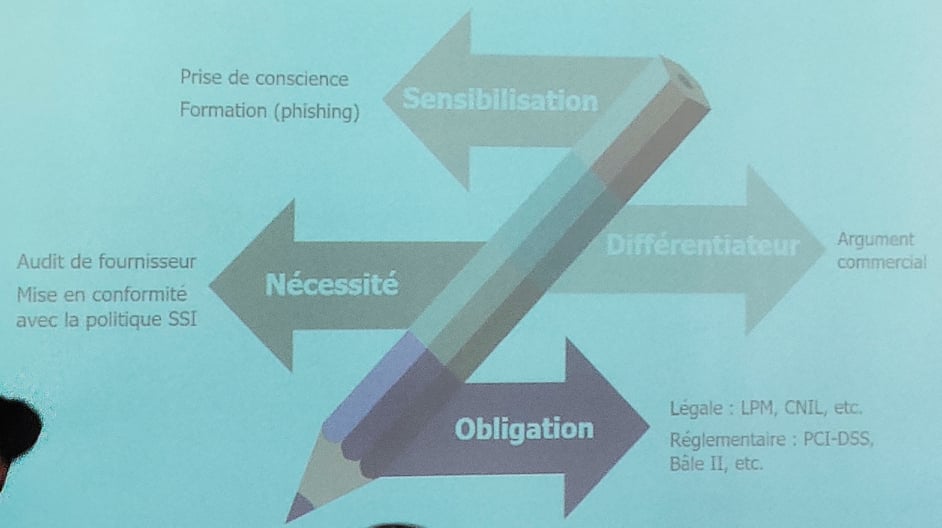 Prise de conscience
Formation (phishing)
Sensibilisation
Différentiateur
Argument
commercial
Audit de fournisseur
Mise en conformité
avec la politique SSI
Nécessité
Obligation
Légale : LPM, CNIL, etc.
Réglementaire : PCI-DSS,
Bâle II, etc.